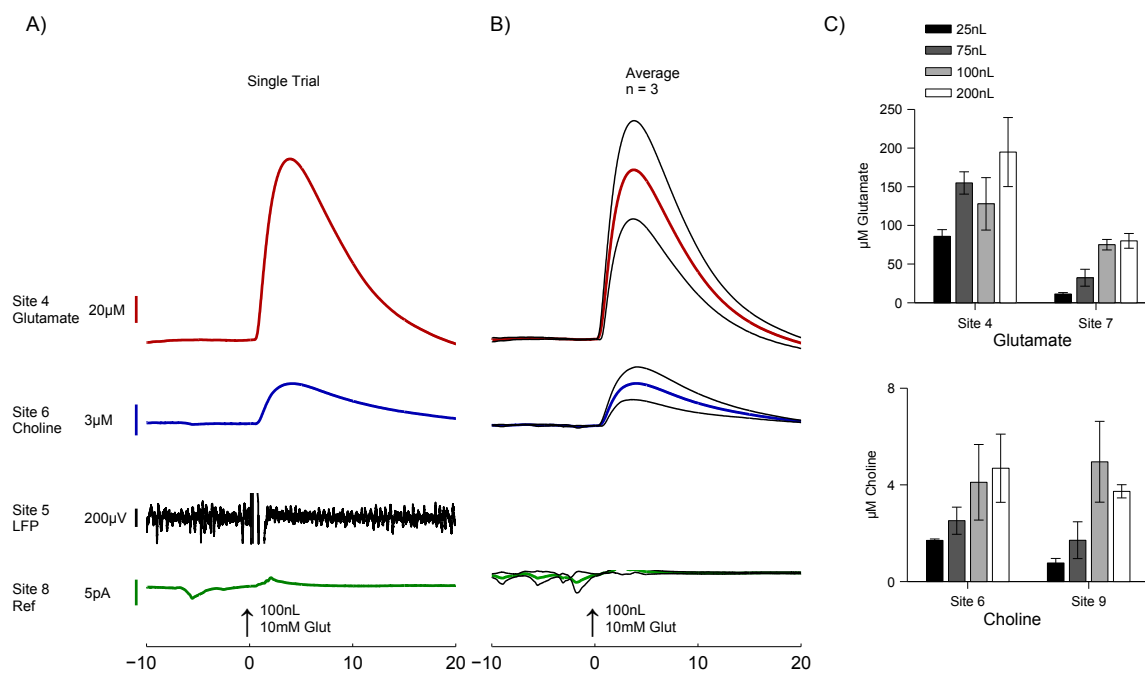 A)
Single Trial
Site 4
Glutamate
20µM
Site 6
Choline
3µM
Site 5
LFP
200µV
Site 8
Ref
5pA
100nL
10mM Glut
−10 0 10 20
B)
Average
n = 3
100nL
10mM Glut
−10 0 10 20
C)
25nL
75nL
100nL
200nL
250
200
150
100
50
0
µM Glutamate
Site 4 Site 7
Glutamate
8
4
0
µM Choline
Site 6 Site 9
Choline